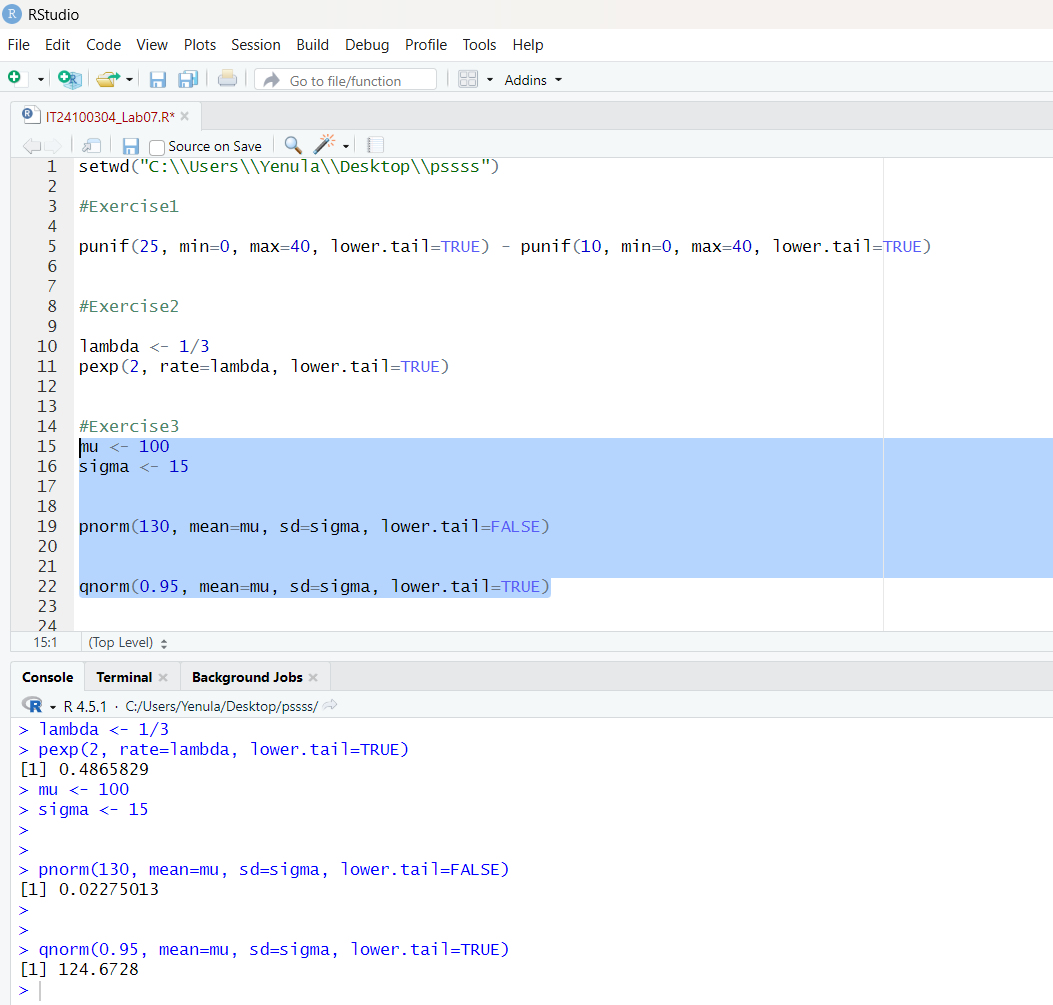 R RStudio
File Edit Code View Plots Session Build Debug Profile Tools Help
Go to file/function Addins
IT24100304_Lab07.R*
Source on Save
1 setwd("C:\\Users\\Yenula\\Desktop\\pssss")
2
3 #Exercise1
4
5 punif(25, min=0, max=40, lower.tail=TRUE) - punif(10, min=0, max=40, lower.tail=TRUE)
6
7
8 #Exercise2
9
10 lambda <- 1/3
11 pexp(2, rate=lambda, lower.tail=TRUE)
12
13
14 #Exercise3
15 mu <- 100
16 sigma <- 15
17
18
19 pnorm(130, mean=mu, sd=sigma, lower.tail=FALSE)
20
21
22 qnorm(0.95, mean=mu, sd=sigma, lower.tail=TRUE)
23
24
15:1 (Top Level)
Console Terminal Background Jobs
R R 4.5.1 · C:/Users/Yenula/Desktop/pssss/
> lambda <- 1/3
> pexp(2, rate=lambda, lower.tail=TRUE)
[1] 0.4865829
> mu <- 100
> sigma <- 15
>
>
> pnorm(130, mean=mu, sd=sigma, lower.tail=FALSE)
[1] 0.02275013
>
>
> qnorm(0.95, mean=mu, sd=sigma, lower.tail=TRUE)
[1] 124.6728
>